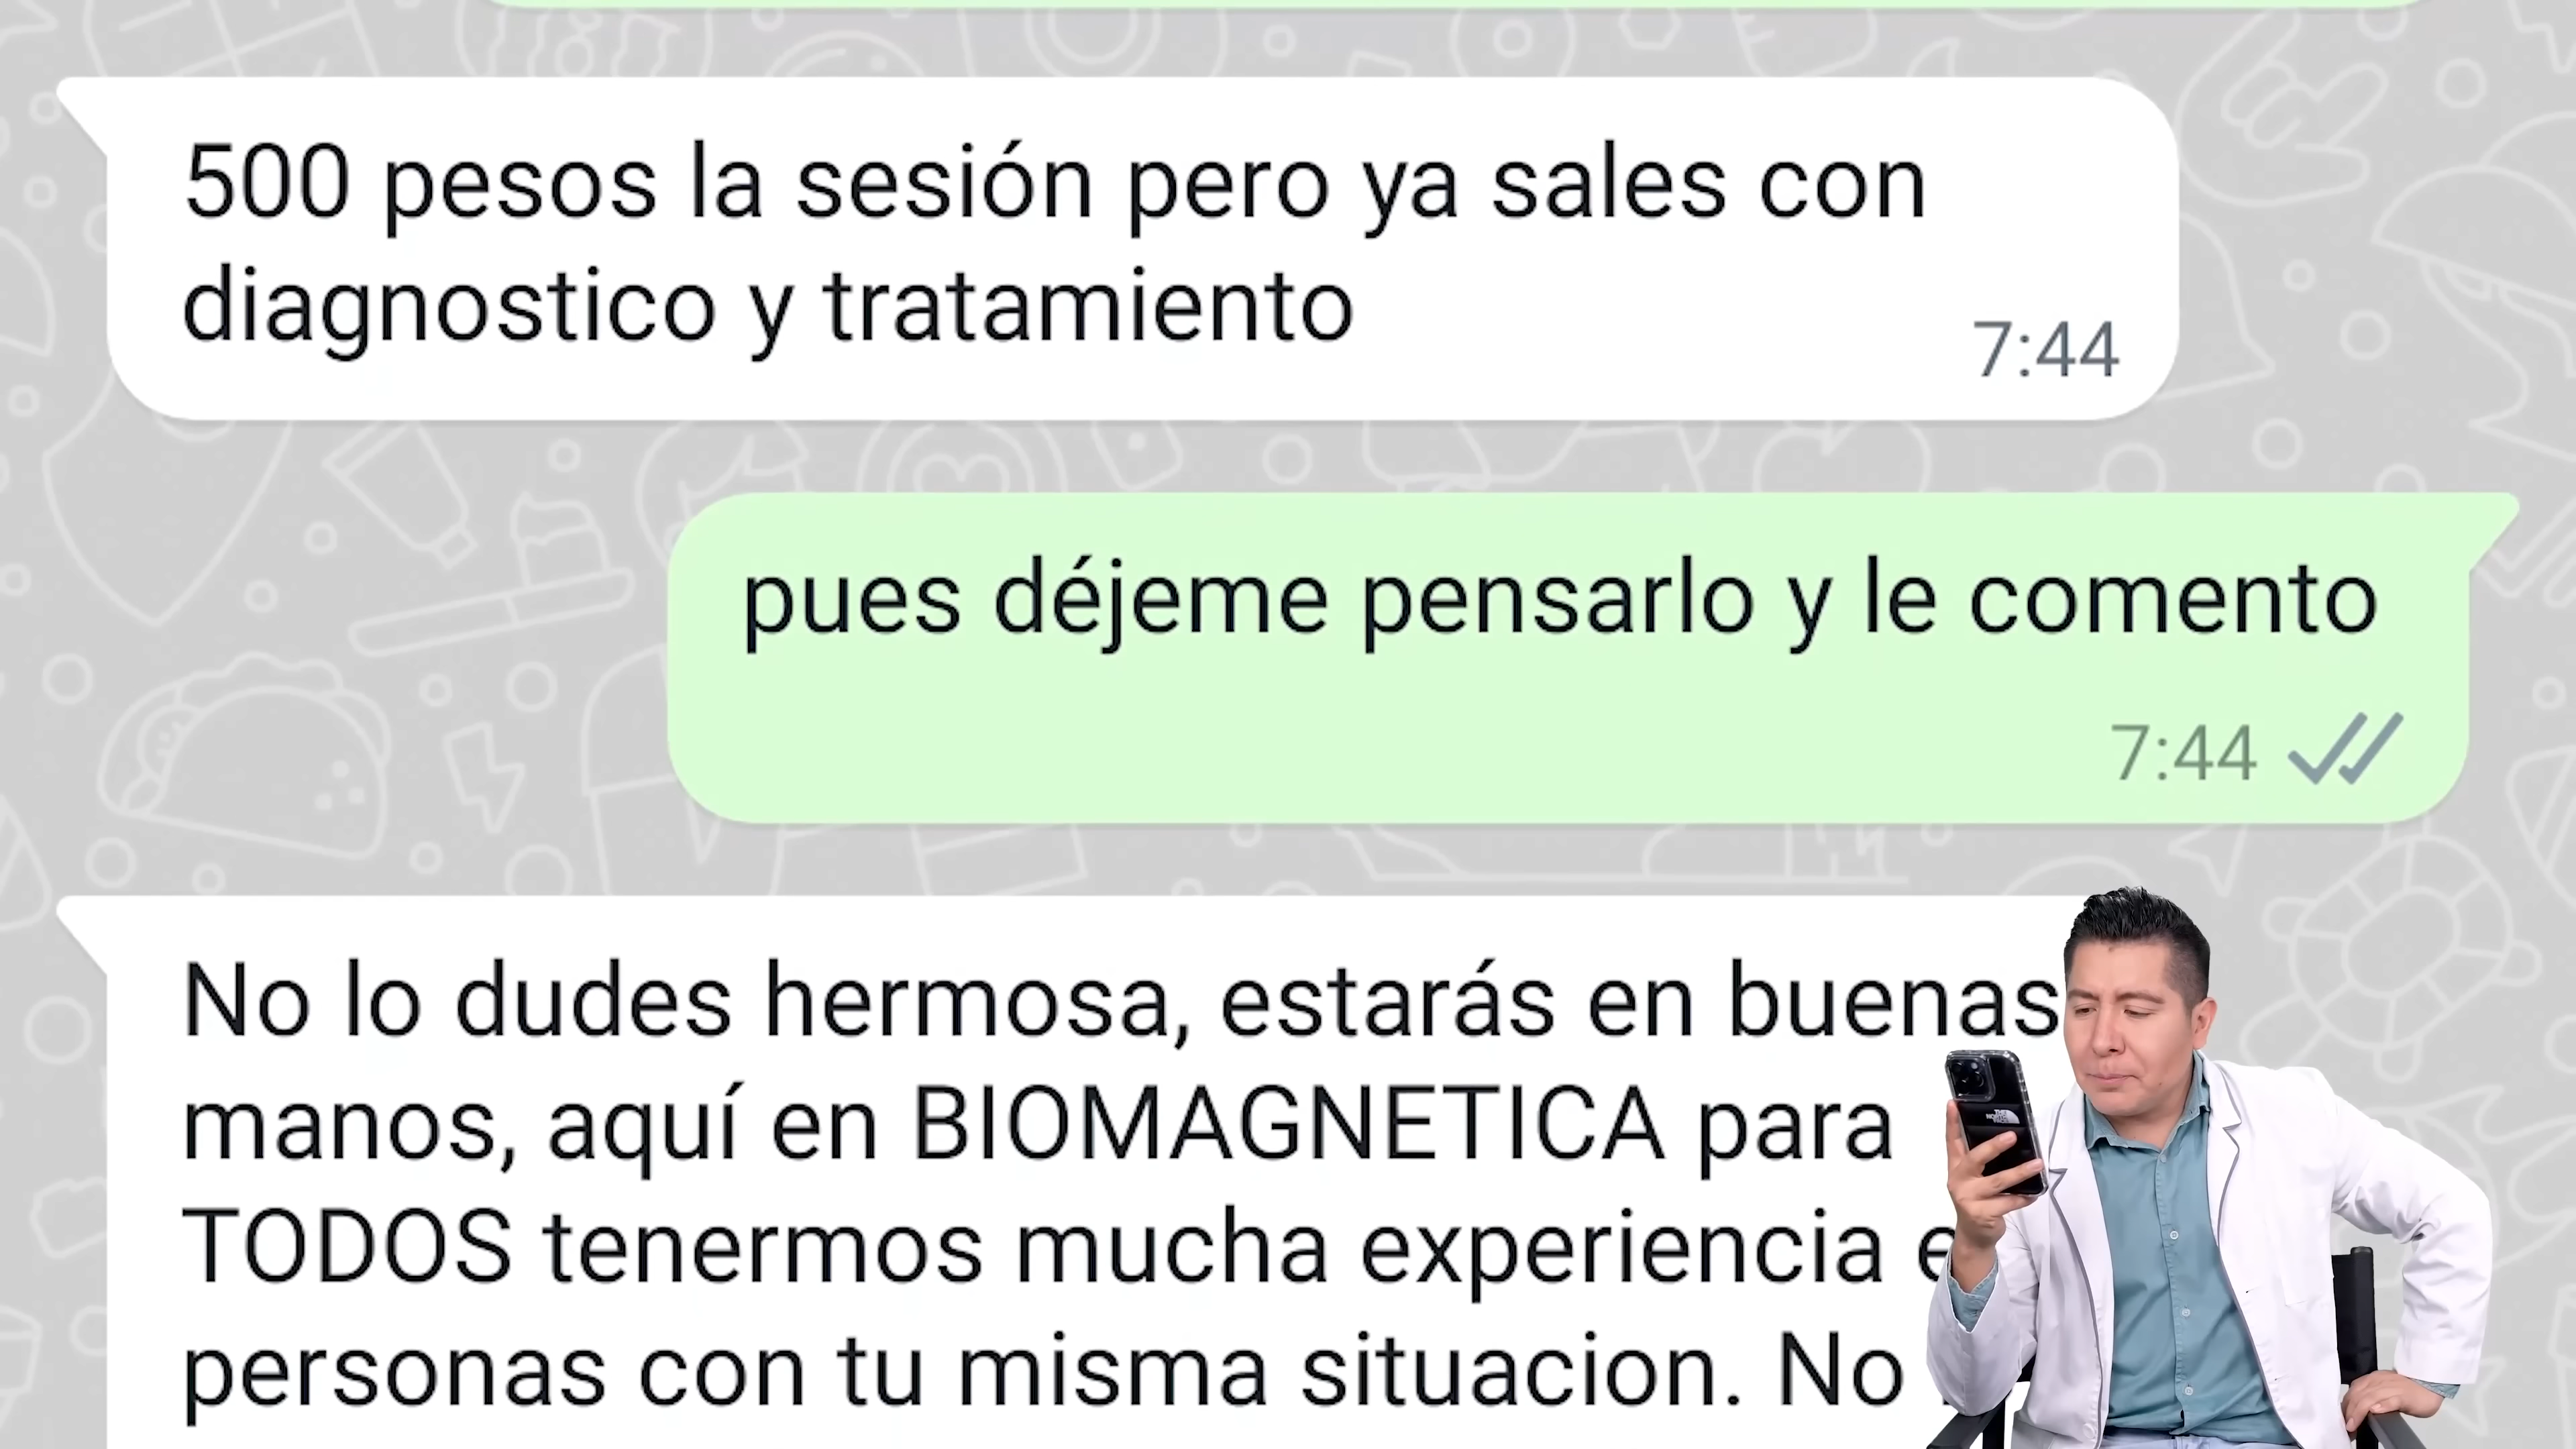 500 pesos la sesión pero ya sales con
diagnostico y tratamiento
7:44
pues déjeme pensarlo y le comento
7:44
No lo dudes hermosa, estarás en buenas
manos, aquí en BIOMAGNETICA para
TODOS tenermos mucha experiencia
personas con tu misma situacion. No